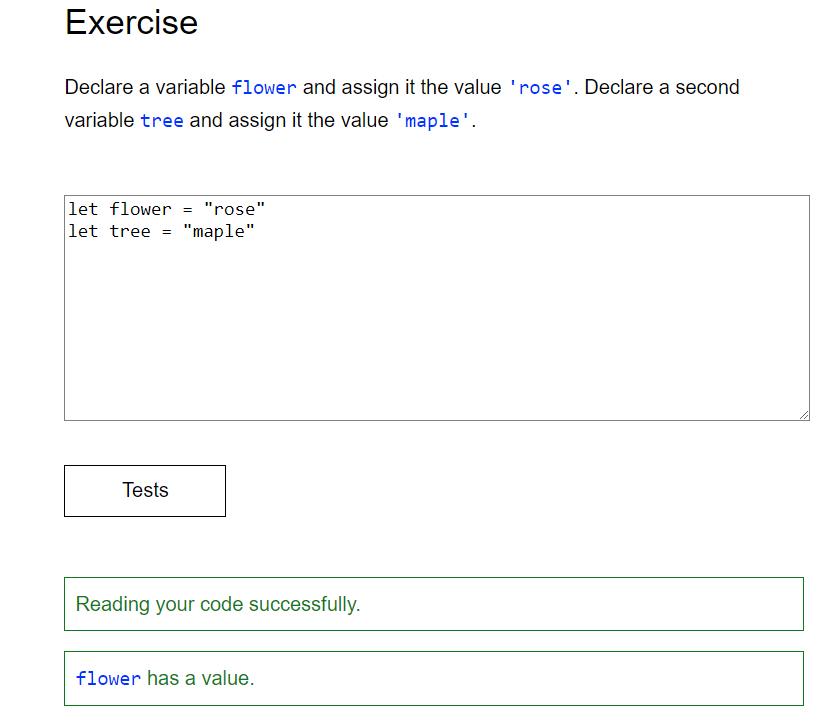 Exercise
Declare a variable flower and assign it the value 'rose'. Declare a second
variable tree and assign it the value 'maple'.
let flower = "rose"
let tree = "maple"
Tests
Reading your code successfully.
flower has a value.